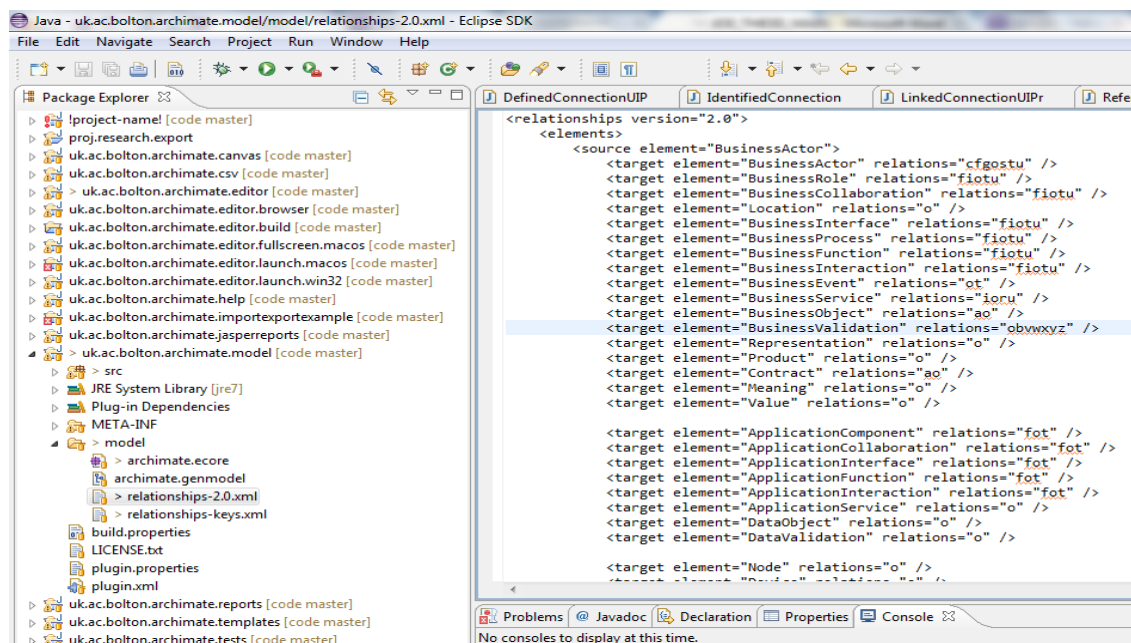 Java - uk.ac.bolton.archimate.model/model/relationships-2.0.xml - Eclipse SDK
File Edit Navigate Search Project Run Window Help
Package Explorer
!project-name! [code master]
proj.research.export
uk.ac.bolton.archimate.canvas [code master]
uk.ac.bolton.archimate.csv [code master]
> uk.ac.bolton.archimate.editor [code master]
uk.ac.bolton.archimate.editor.browser [code master]
uk.ac.bolton.archimate.editor.build [code master]
uk.ac.bolton.archimate.editor.fullscreen.macos [code master]
uk.ac.bolton.archimate.editor.launch.macos [code master]
uk.ac.bolton.archimate.editor.launch.win32 [code master]
uk.ac.bolton.archimate.help [code master]
uk.ac.bolton.archimate.importexportexample [code master]
uk.ac.bolton.archimate.jasperreports [code master]
> uk.ac.bolton.archimate.model [code master]
> src
JRE System Library [jre7]
Plug-in Dependencies
META-INF
> model
> archimate.ecore
archimate.genmodel
> relationships-2.0.xml
> relationships-keys.xml
build.properties
LICENSE.txt
plugin.properties
plugin.xml
uk.ac.bolton.archimate.reports [code master]
uk.ac.bolton.archimate.templates [code master]
uk.ac.bolton.archimate.tests [code master]
DefinedConnectionUIP IdentifiedConnection LinkedConnectionUIPr Refe
<relationships version="2.0">
<elements>
<source element="BusinessActor">
<target element="BusinessActor" relations="cfgostu" />
<target element="BusinessRole" relations="fiotu" />
<target element="BusinessCollaboration" relations="fiotu" />
<target element="Location" relations="o" />
<target element="BusinessInterface" relations="fiotu" />
<target element="BusinessProcess" relations="fiotu" />
<target element="BusinessFunction" relations="fiotu" />
<target element="BusinessInteraction" relations="fiotu" />
<target element="BusinessEvent" relations="ot" />
<target element="BusinessService" relations="ioru" />
<target element="BusinessObject" relations="ao" />
<target element="BusinessValidation" relations="obvwxyz" />
<target element="Representation" relations="o" />
<target element="Product" relations="o" />
<target element="Contract" relations="ao" />
<target element="Meaning" relations="o" />
<target element="Value" relations="o" />
<target element="ApplicationComponent" relations="fot" />
<target element="ApplicationCollaboration" relations="fot" />
<target element="ApplicationInterface" relations="fot" />
<target element="ApplicationFunction" relations="fot" />
<target element="ApplicationInteraction" relations="fot" />
<target element="ApplicationService" relations="o" />
<target element="DataObject" relations="o" />
<target element="DataValidation" relations="o" />
<target element="Node" relations="o" />
Problems Javadoc Declaration Properties Console
No consoles to display at this time.